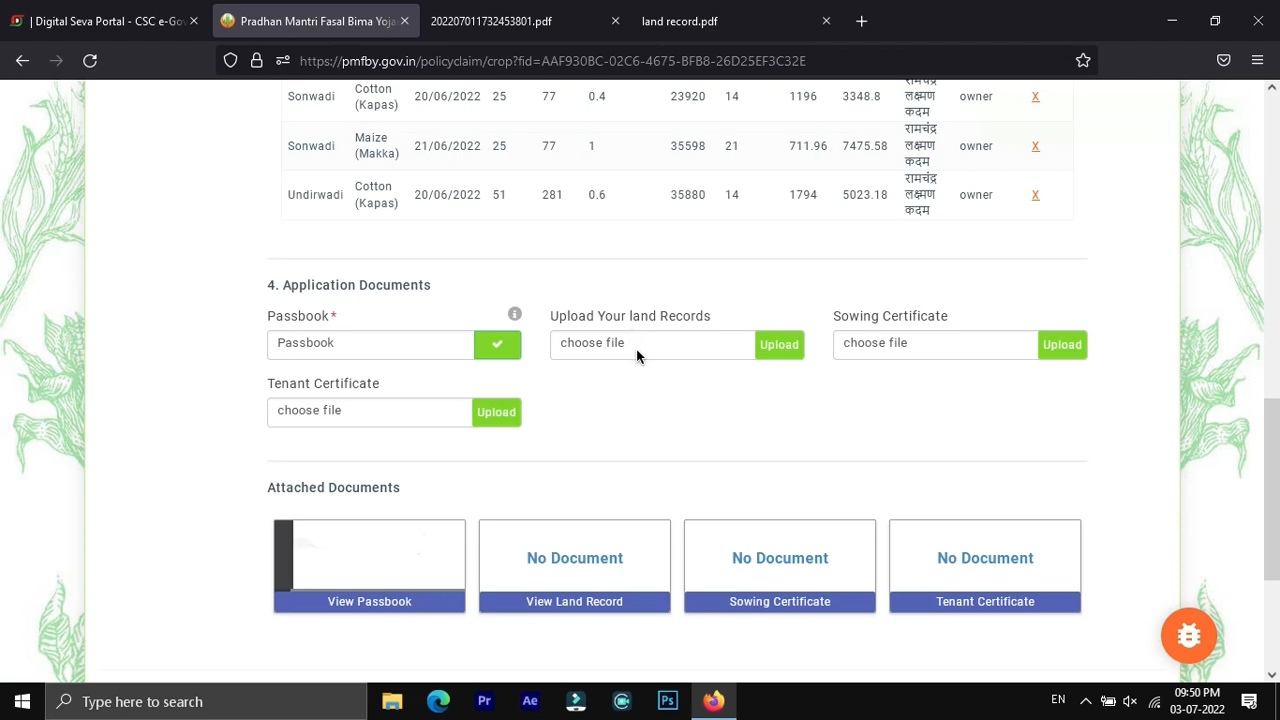 | Digital Seva Portal - CSC e-Gov
Pradhan Mantri Fasal Bima Yoja
202207011732453801.pdf
land record.pdf
https://pmfby.gov.in/policyclaim/crop?fid=AAF930BC-02C6-4675-BFB8-26D25EF3C32E
Sonwadi Cotton (Kapas) 20/06/2022 25 77 0.4 23920 14 1196 3348.8 रामचंद्र लक्ष्मण कदम owner X
Sonwadi Maize (Makka) 21/06/2022 25 77 1 35598 21 711.96 7475.58 रामचंद्र लक्ष्मण कदम owner X
Undirwadi Cotton (Kapas) 20/06/2022 51 281 0.6 35880 14 1794 5023.18 रामचंद्र लक्ष्मण कदम owner X
4. Application Documents
Passbook* Upload Your land Records Sowing Certificate
Passbook choose file Upload choose file Upload
Tenant Certificate
choose file Upload
Attached Documents
No Document No Document No Document
View Passbook View Land Record Sowing Certificate Tenant Certificate
Type here to search
Pr Ae Ps
EN
09:50 PM
03-07-2022